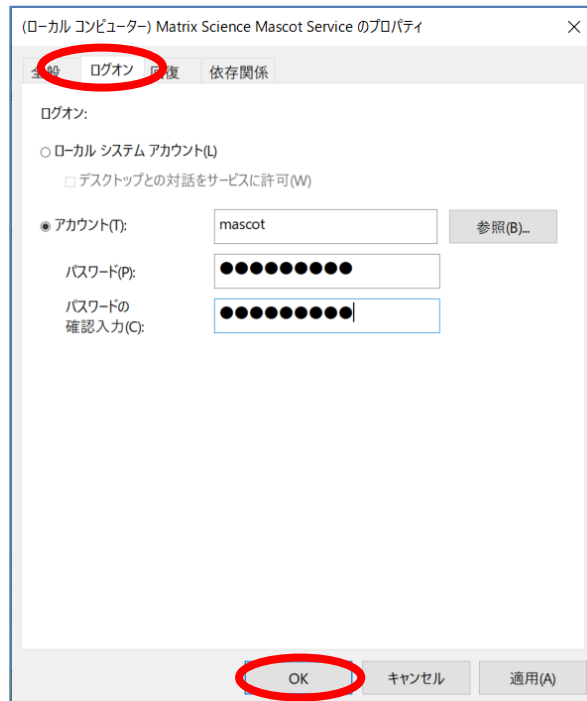 (ローカル コンピューター) Matrix Science Mascot Service のプロパティ
全般 ログオン 回復 依存関係
ログオン:
ローカル システム アカウント(L)
デスクトップとの対話をサービスに許可(W)
アカウント(T): mascot 参照(B)...
パスワード(P): ●●●●●●●●●
パスワードの
確認入力(C): ●●●●●●●●●
OK キャンセル 適用(A)